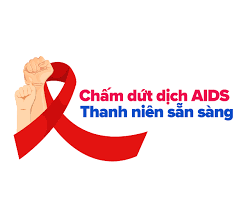 Chấm dứt dịch AIDS
Thanh niên sẵn sàng